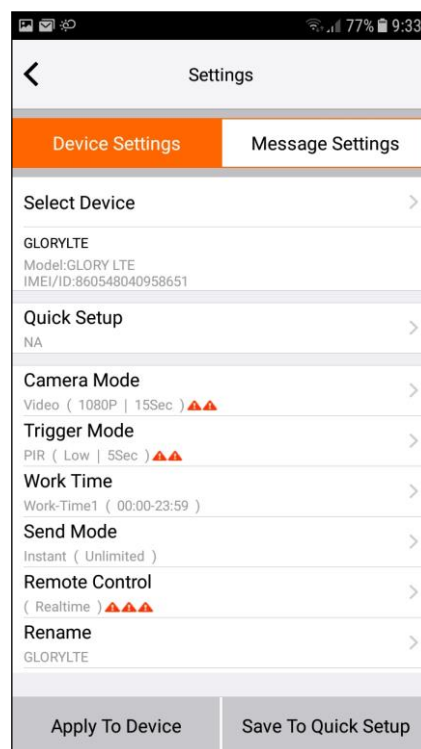 77% 9:33
Settings
Device Settings Message Settings
Select Device
GLORYLTE
Model:GLORY LTE
IMEI/ID:860548040958651
Quick Setup
NA
Camera Mode
Video ( 1080P | 15Sec )
Trigger Mode
PIR ( Low | 5Sec )
Work Time
Work-Time1 ( 00:00-23:59 )
Send Mode
Instant ( Unlimited )
Remote Control
( Realtime )
Rename
GLORYLTE
Apply To Device Save To Quick Setup